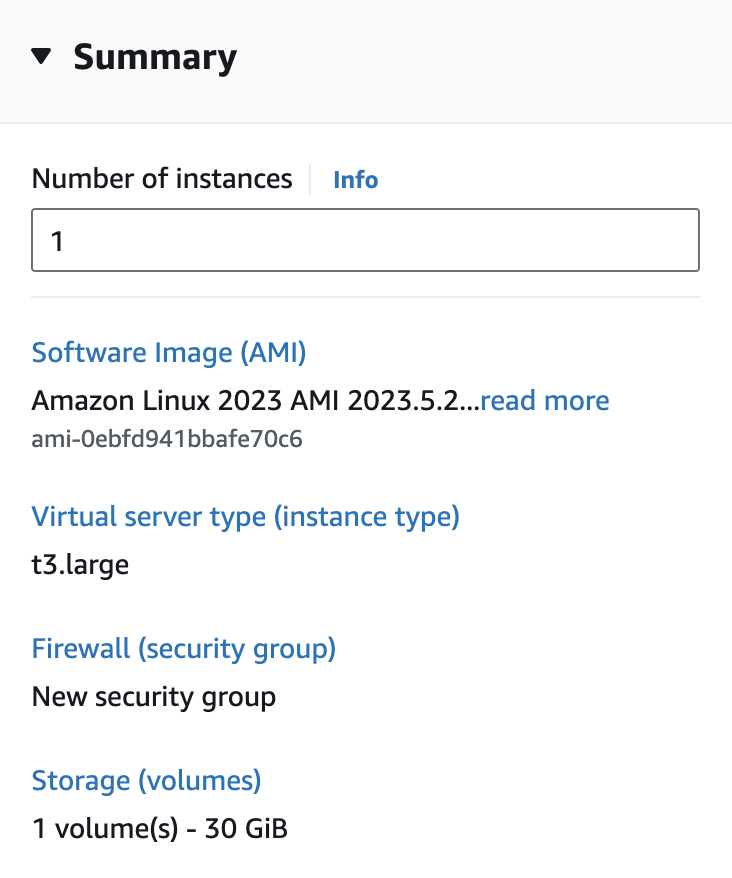 Summary
Number of instances Info
1
Software Image (AMI)
Amazon Linux 2023 AMI 2023.5.2...read more
ami-0ebfd941bbafe70c6
Virtual server type (instance type)
t3.large
Firewall (security group)
New security group
Storage (volumes)
1 volume(s) - 30 GiB